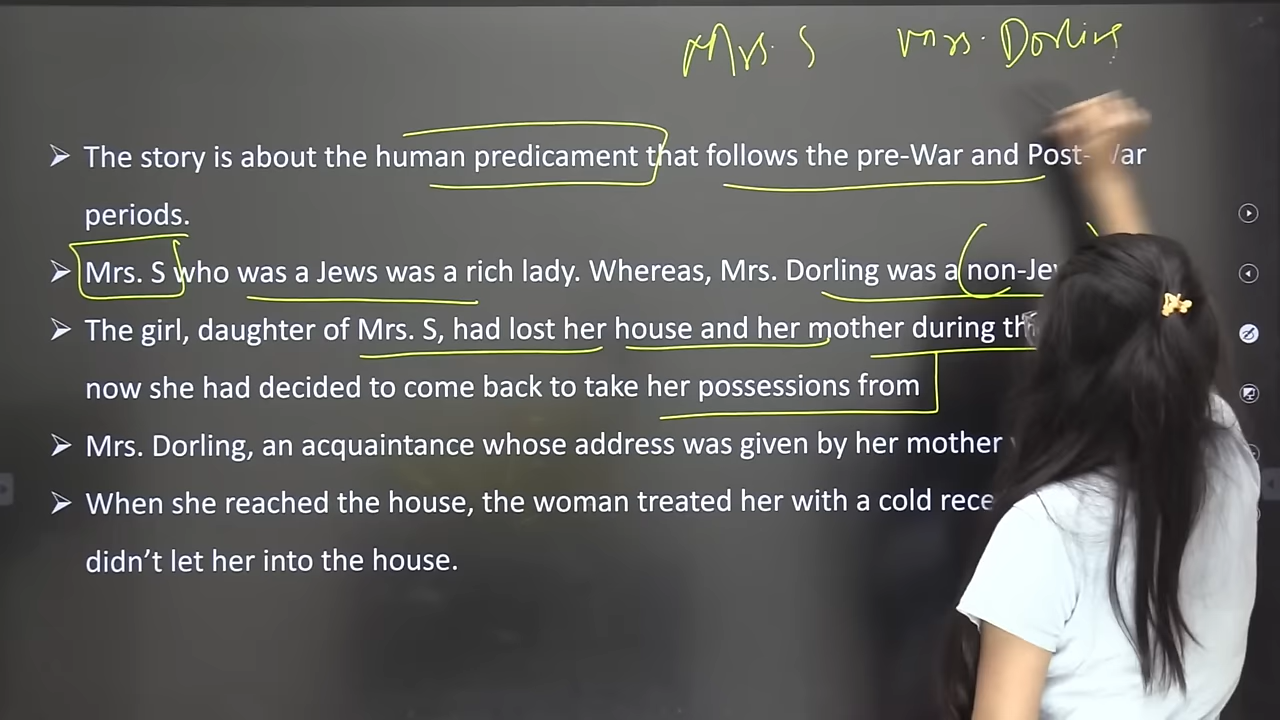 Mrs. S Mrs. Dorling
The story is about the human predicament that follows the pre-War and Post-War
periods.
Mrs. S who was a Jews was a rich lady. Whereas, Mrs. Dorling was a non-Je
The girl, daughter of Mrs. S, had lost her house and her mother during
now she had decided to come back to take her possessions from
Mrs. Dorling, an acquaintance whose address was given by her mother
When she reached the house, the woman treated her with a cold rece
didn't let her into the house.